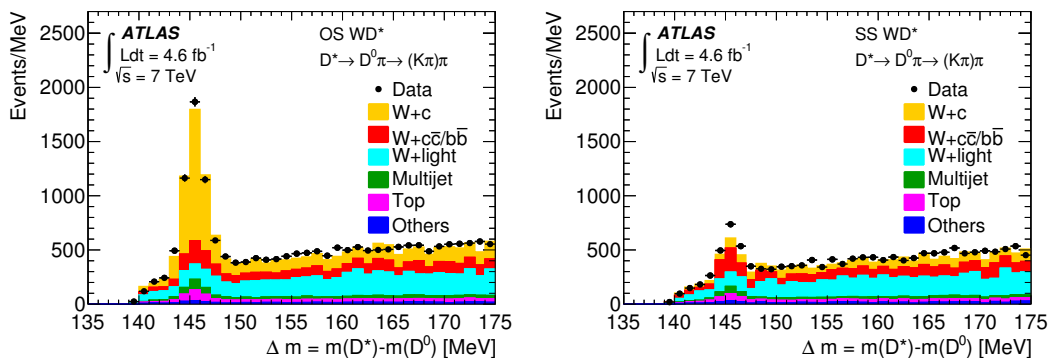 Events/MeV
2500
2000
1500
1000
500
0
ATLAS
∫ Ldt = 4.6 fb⁻¹
√s = 7 TeV
OS WD*
D*→ D⁰π→ (Kπ)π
Data
W+c
W+cc̄/bb̄
W+light
Multijet
Top
Others
135 140 145 150 155 160 165 170 175
Δ m = m(D*)-m(D⁰) [MeV]
Events/MeV
2500
2000
1500
1000
500
0
ATLAS
∫ Ldt = 4.6 fb⁻¹
√s = 7 TeV
SS WD*
D*→ D⁰π→ (Kπ)π
Data
W+c
W+cc̄/bb̄
W+light
Multijet
Top
Others
135 140 145 150 155 160 165 170 175
Δ m = m(D*)-m(D⁰) [MeV]